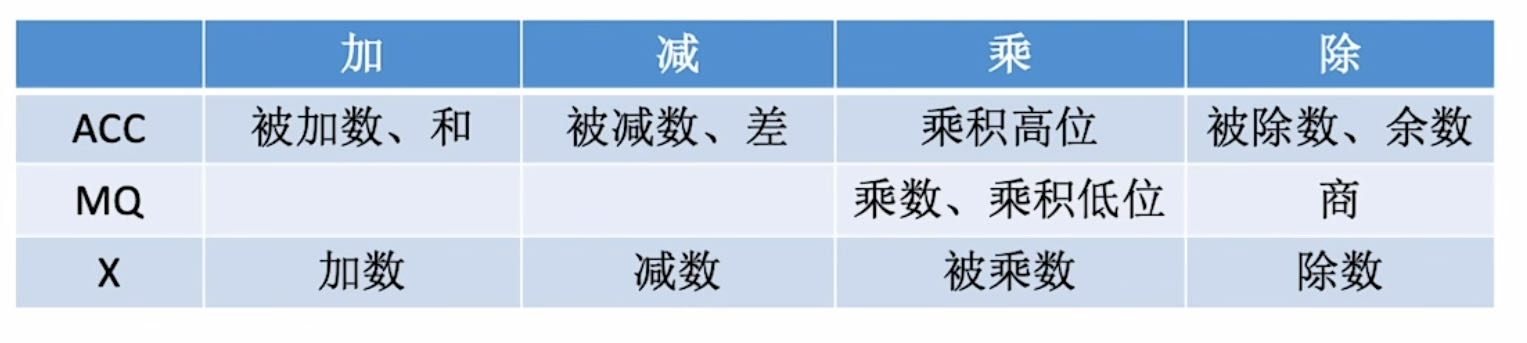 加 减 乘 除
ACC 被加数、和 被减数、差 乘积高位 被除数、余数
MQ 乘数、乘积低位 商
X 加数 减数 被乘数 除数